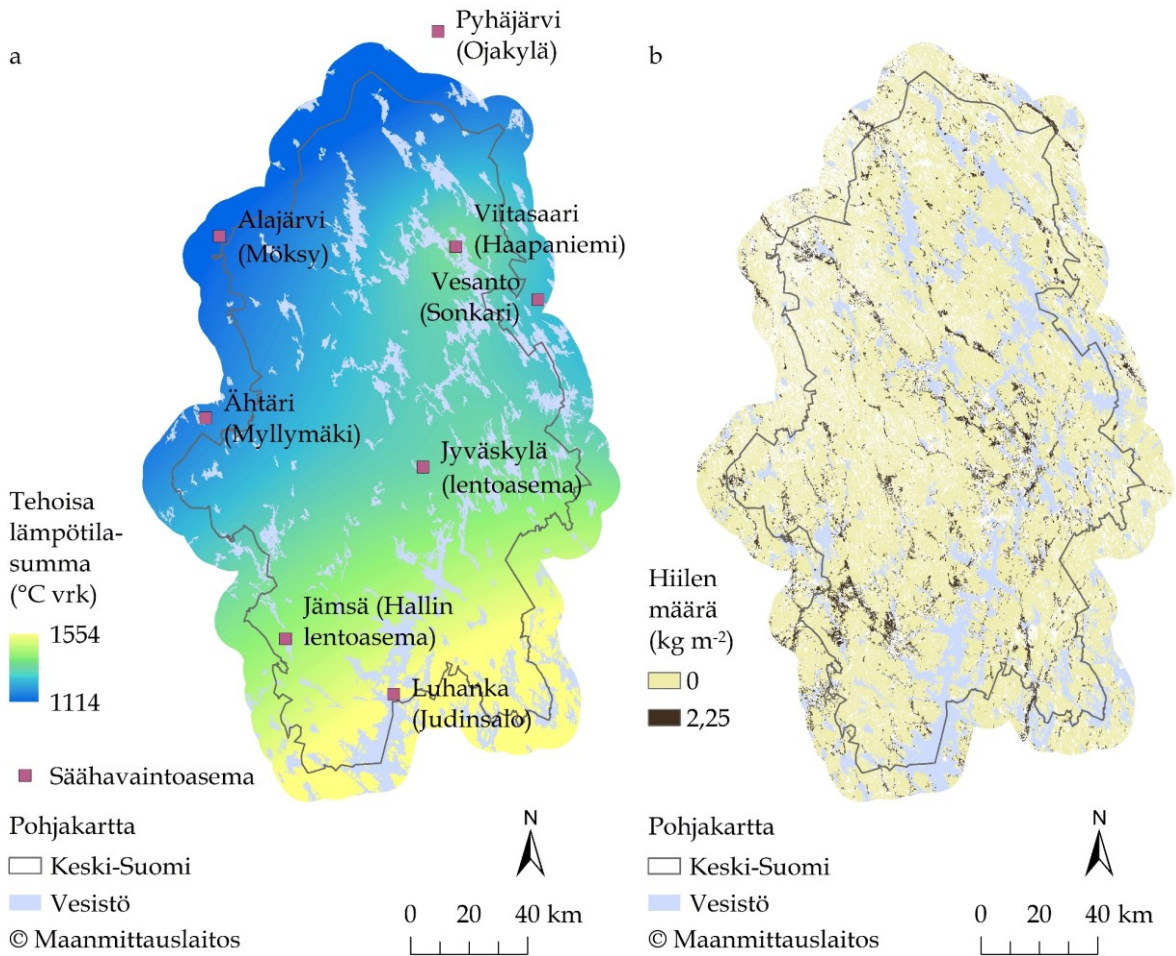 a
Pyhäjärvi
(Ojakylä)
Alajärvi
(Möksy)
Viitasaari
(Haapaniemi)
Vesanto
(Sonkari)
Ähtäri
(Myllymäki)
Jyväskylä
(lentoasema)
Jämsä (Hallin
lentoasema)
Luhanka
(Judinsalo)
Tehoisa
lämpötila-
summa
(°C vrk)
1554
1114
Säähavaintoasema
Pohjakartta
Keski-Suomi
Vesistö
© Maanmittauslaitos
N
0 20 40 km
b
Hiilen
määrä
(kg m⁻²)
0
2,25
Pohjakartta
Keski-Suomi
Vesistö
© Maanmittauslaitos
N
0 20 40 km